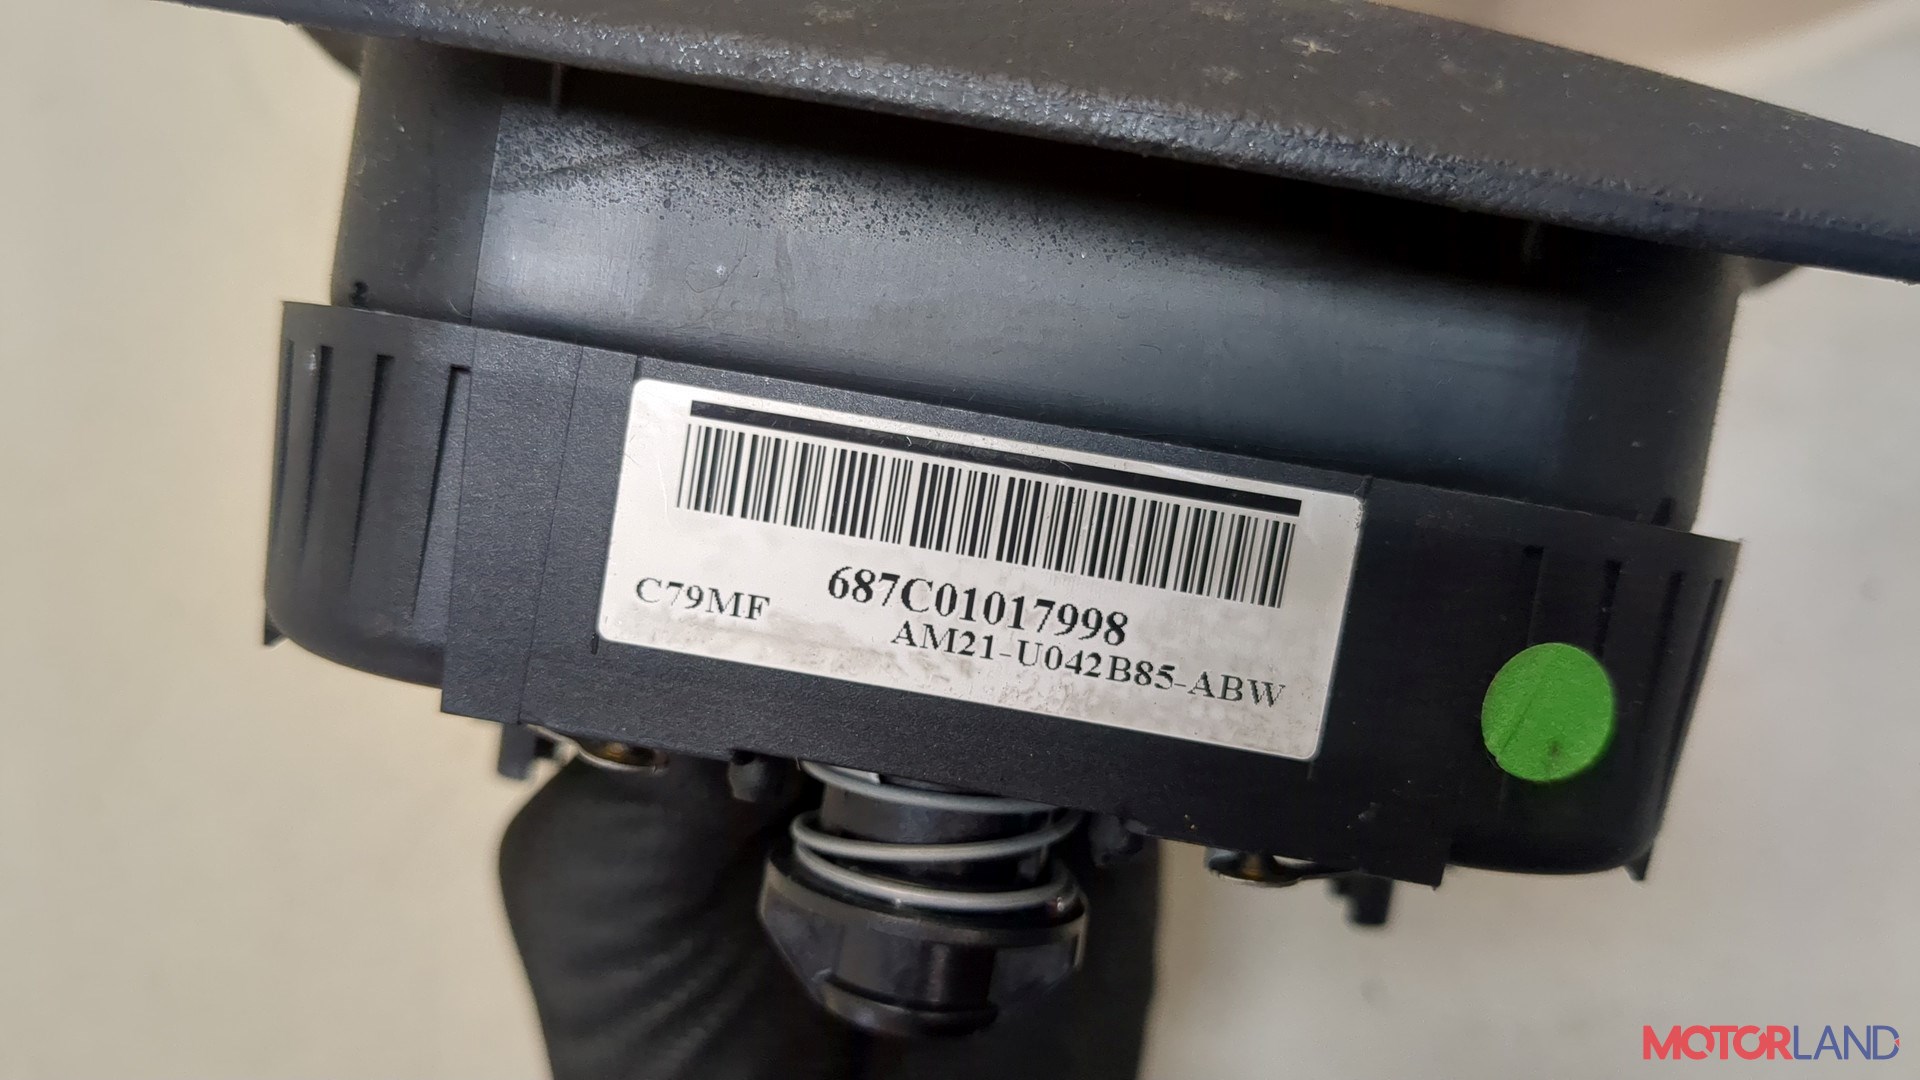 687C01017998
C79MF
AM21-U042B85-ABW
MOTORLAND